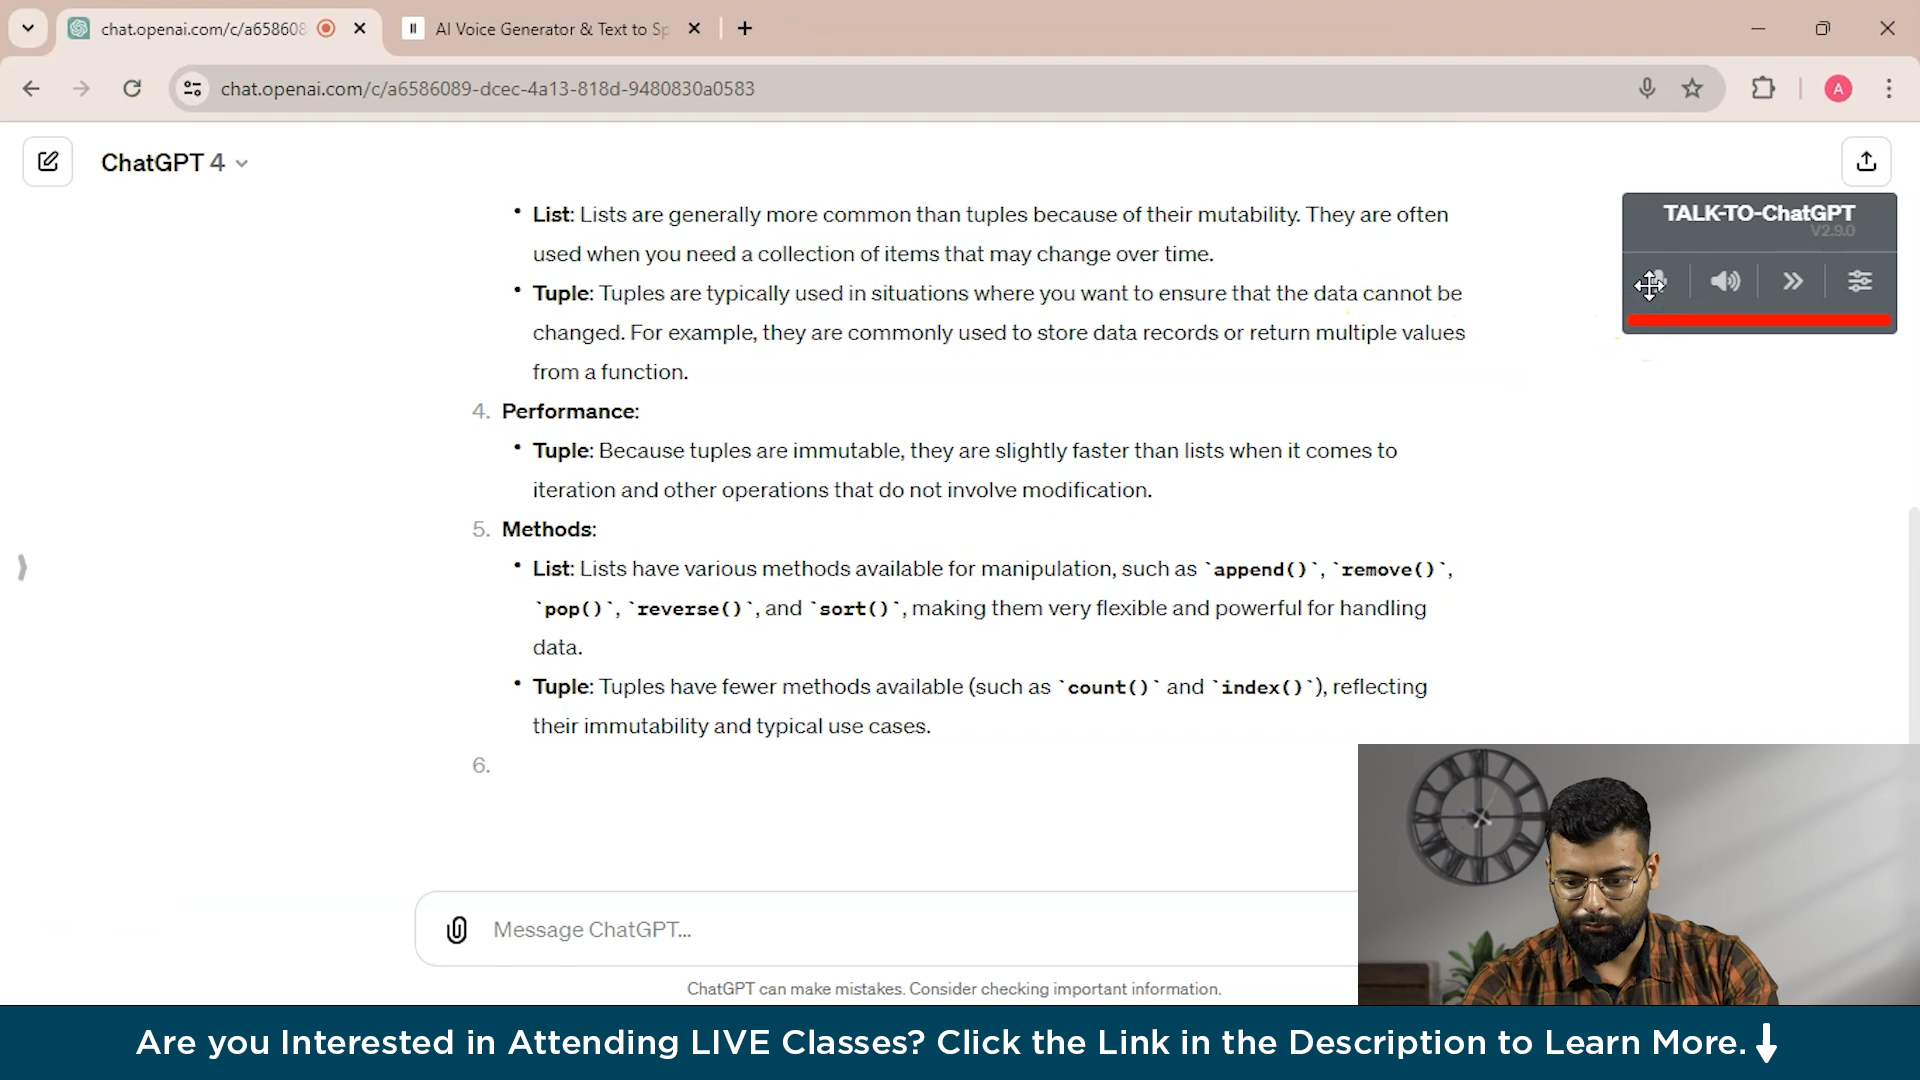 chat.openai.com/c/a658608
AI Voice Generator & Text to Sp
chat.openai.com/c/a6586089-dcec-4a13-818d-9480830a0583
A
ChatGPT 4
TALK-TO-ChatGPT
V2.9.0
• List: Lists are generally more common than tuples because of their mutability. They are often
used when you need a collection of items that may change over time.
• Tuple: Tuples are typically used in situations where you want to ensure that the data cannot be
changed. For example, they are commonly used to store data records or return multiple values
from a function.
4. Performance:
• Tuple: Because tuples are immutable, they are slightly faster than lists when it comes to
iteration and other operations that do not involve modification.
5. Methods:
• List: Lists have various methods available for manipulation, such as `append()`, `remove()`,
`pop()`, `reverse()`, and `sort()`, making them very flexible and powerful for handling
data.
• Tuple: Tuples have fewer methods available (such as `count()` and `index()`), reflecting
their immutability and typical use cases.
6.
Message ChatGPT...
ChatGPT can make mistakes. Consider checking important information.
Are you Interested in Attending LIVE Classes? Click the Link in the Description to Learn More.